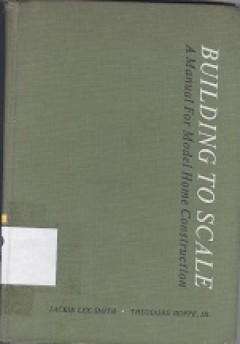 BUILDING TO SCALE
A Manual For Model Home Construction
JACKIE LEE SMITH • THEODORE HOPPE, JR.